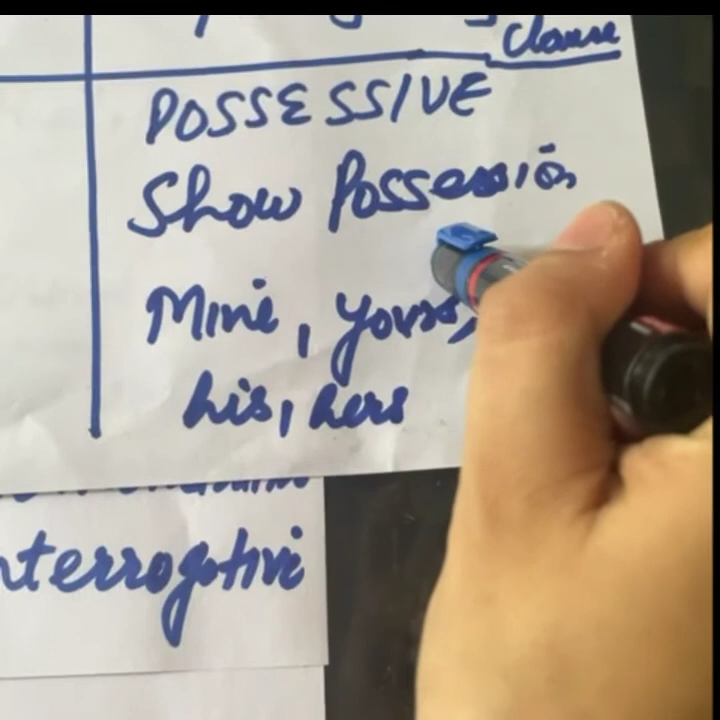 Clause
POSSESSIVE
Show Possession
Mine, yours,
his, hers
nterrogative